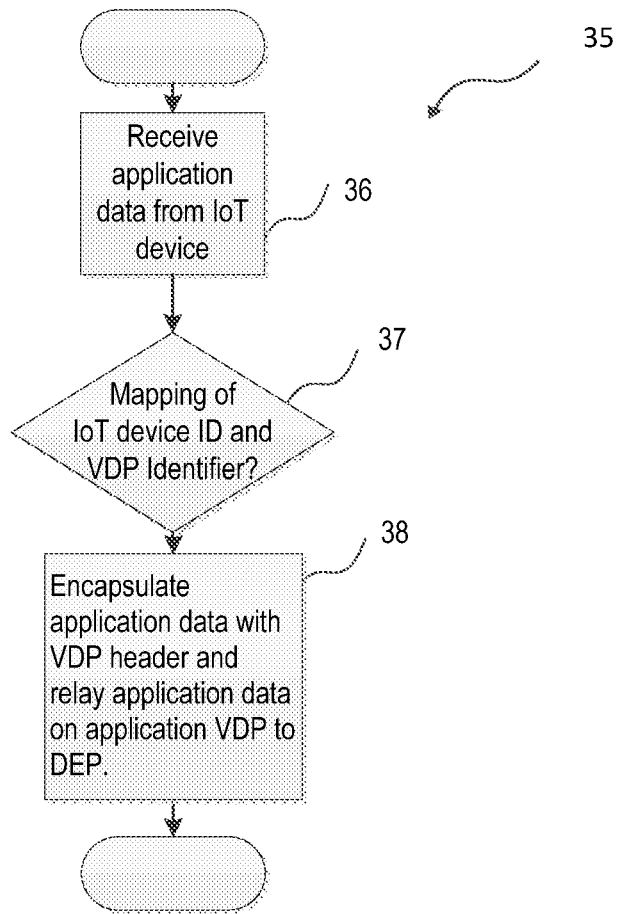 35
Receive
application
data from IoT
device
36
37
Mapping of
IoT device ID and
VDP Identifier?
38
Encapsulate
application data with
VDP header and
relay application data
on application VDP to
DEP.